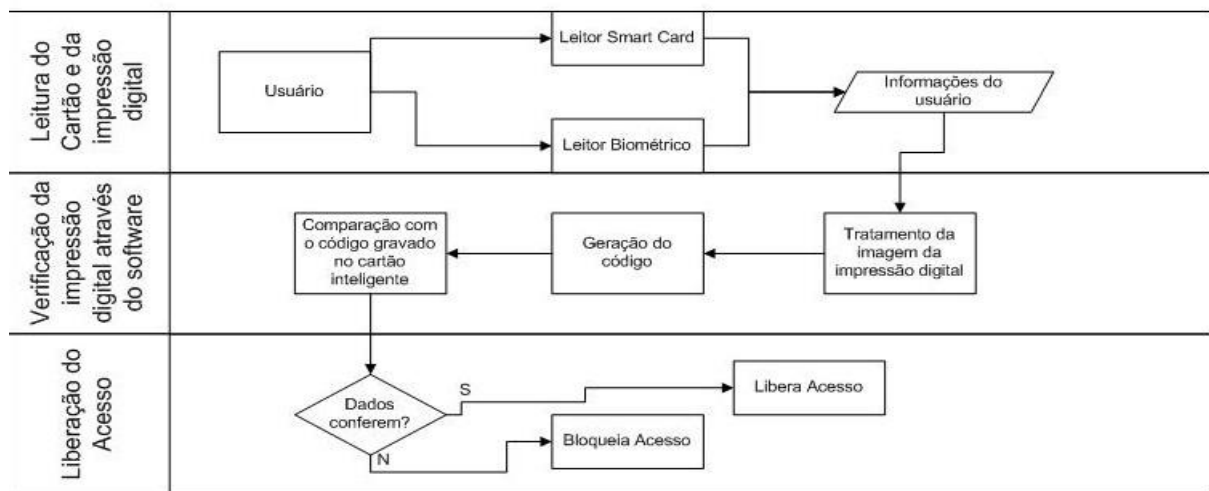 Leitura do
Cartão e da
impressão
digital
Usuário
Leitor Smart Card
Leitor Biométrico
Informações do
usuário
Verificação da
impressão
digital através
do software
Comparação com
o código gravado
no cartão
inteligente
Geração do
código
Tratamento da
imagem da
impressão digital
Liberação do
Acesso
Dados
conferem?
S
N
Libera Acesso
Bloqueia Acesso